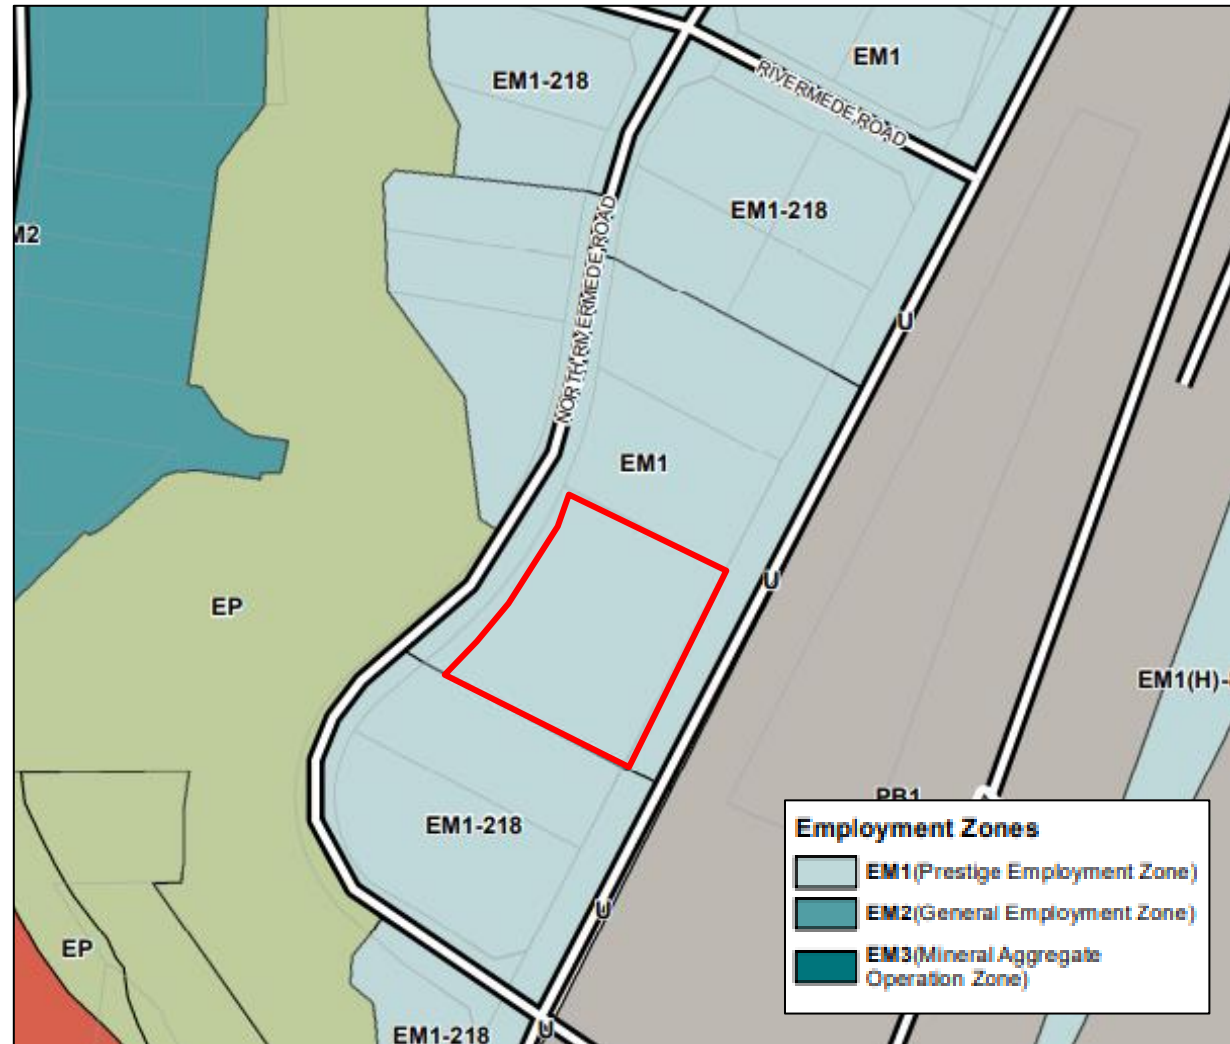 EM1
EM1-218
RIVERMEDE ROAD
EM1-218
NORTH RIVERMEDE ROAD
U
EM1
U
EP
EM1(H)-
PB1
EM1-218
Employment Zones
EM1(Prestige Employment Zone)
EM2(General Employment Zone)
EM3(Mineral Aggregate
Operation Zone)
U
EP
EM1-218
U